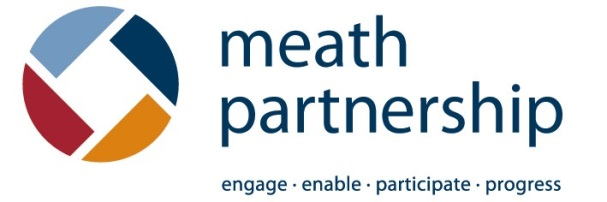 meath
partnership
engage · enable · participate · progress